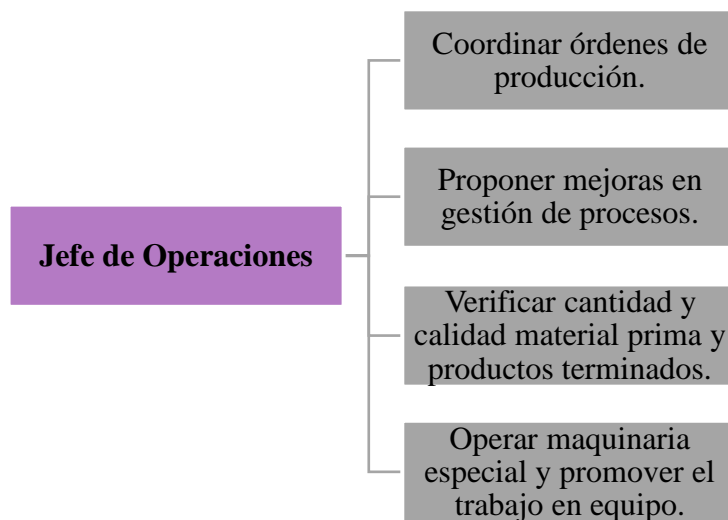 Coordinar órdenes de
producción.
Proponer mejoras en
gestión de procesos.
Jefe de Operaciones
Verificar cantidad y
calidad material prima y
productos terminados.
Operar maquinaria
especial y promover el
trabajo en equipo.